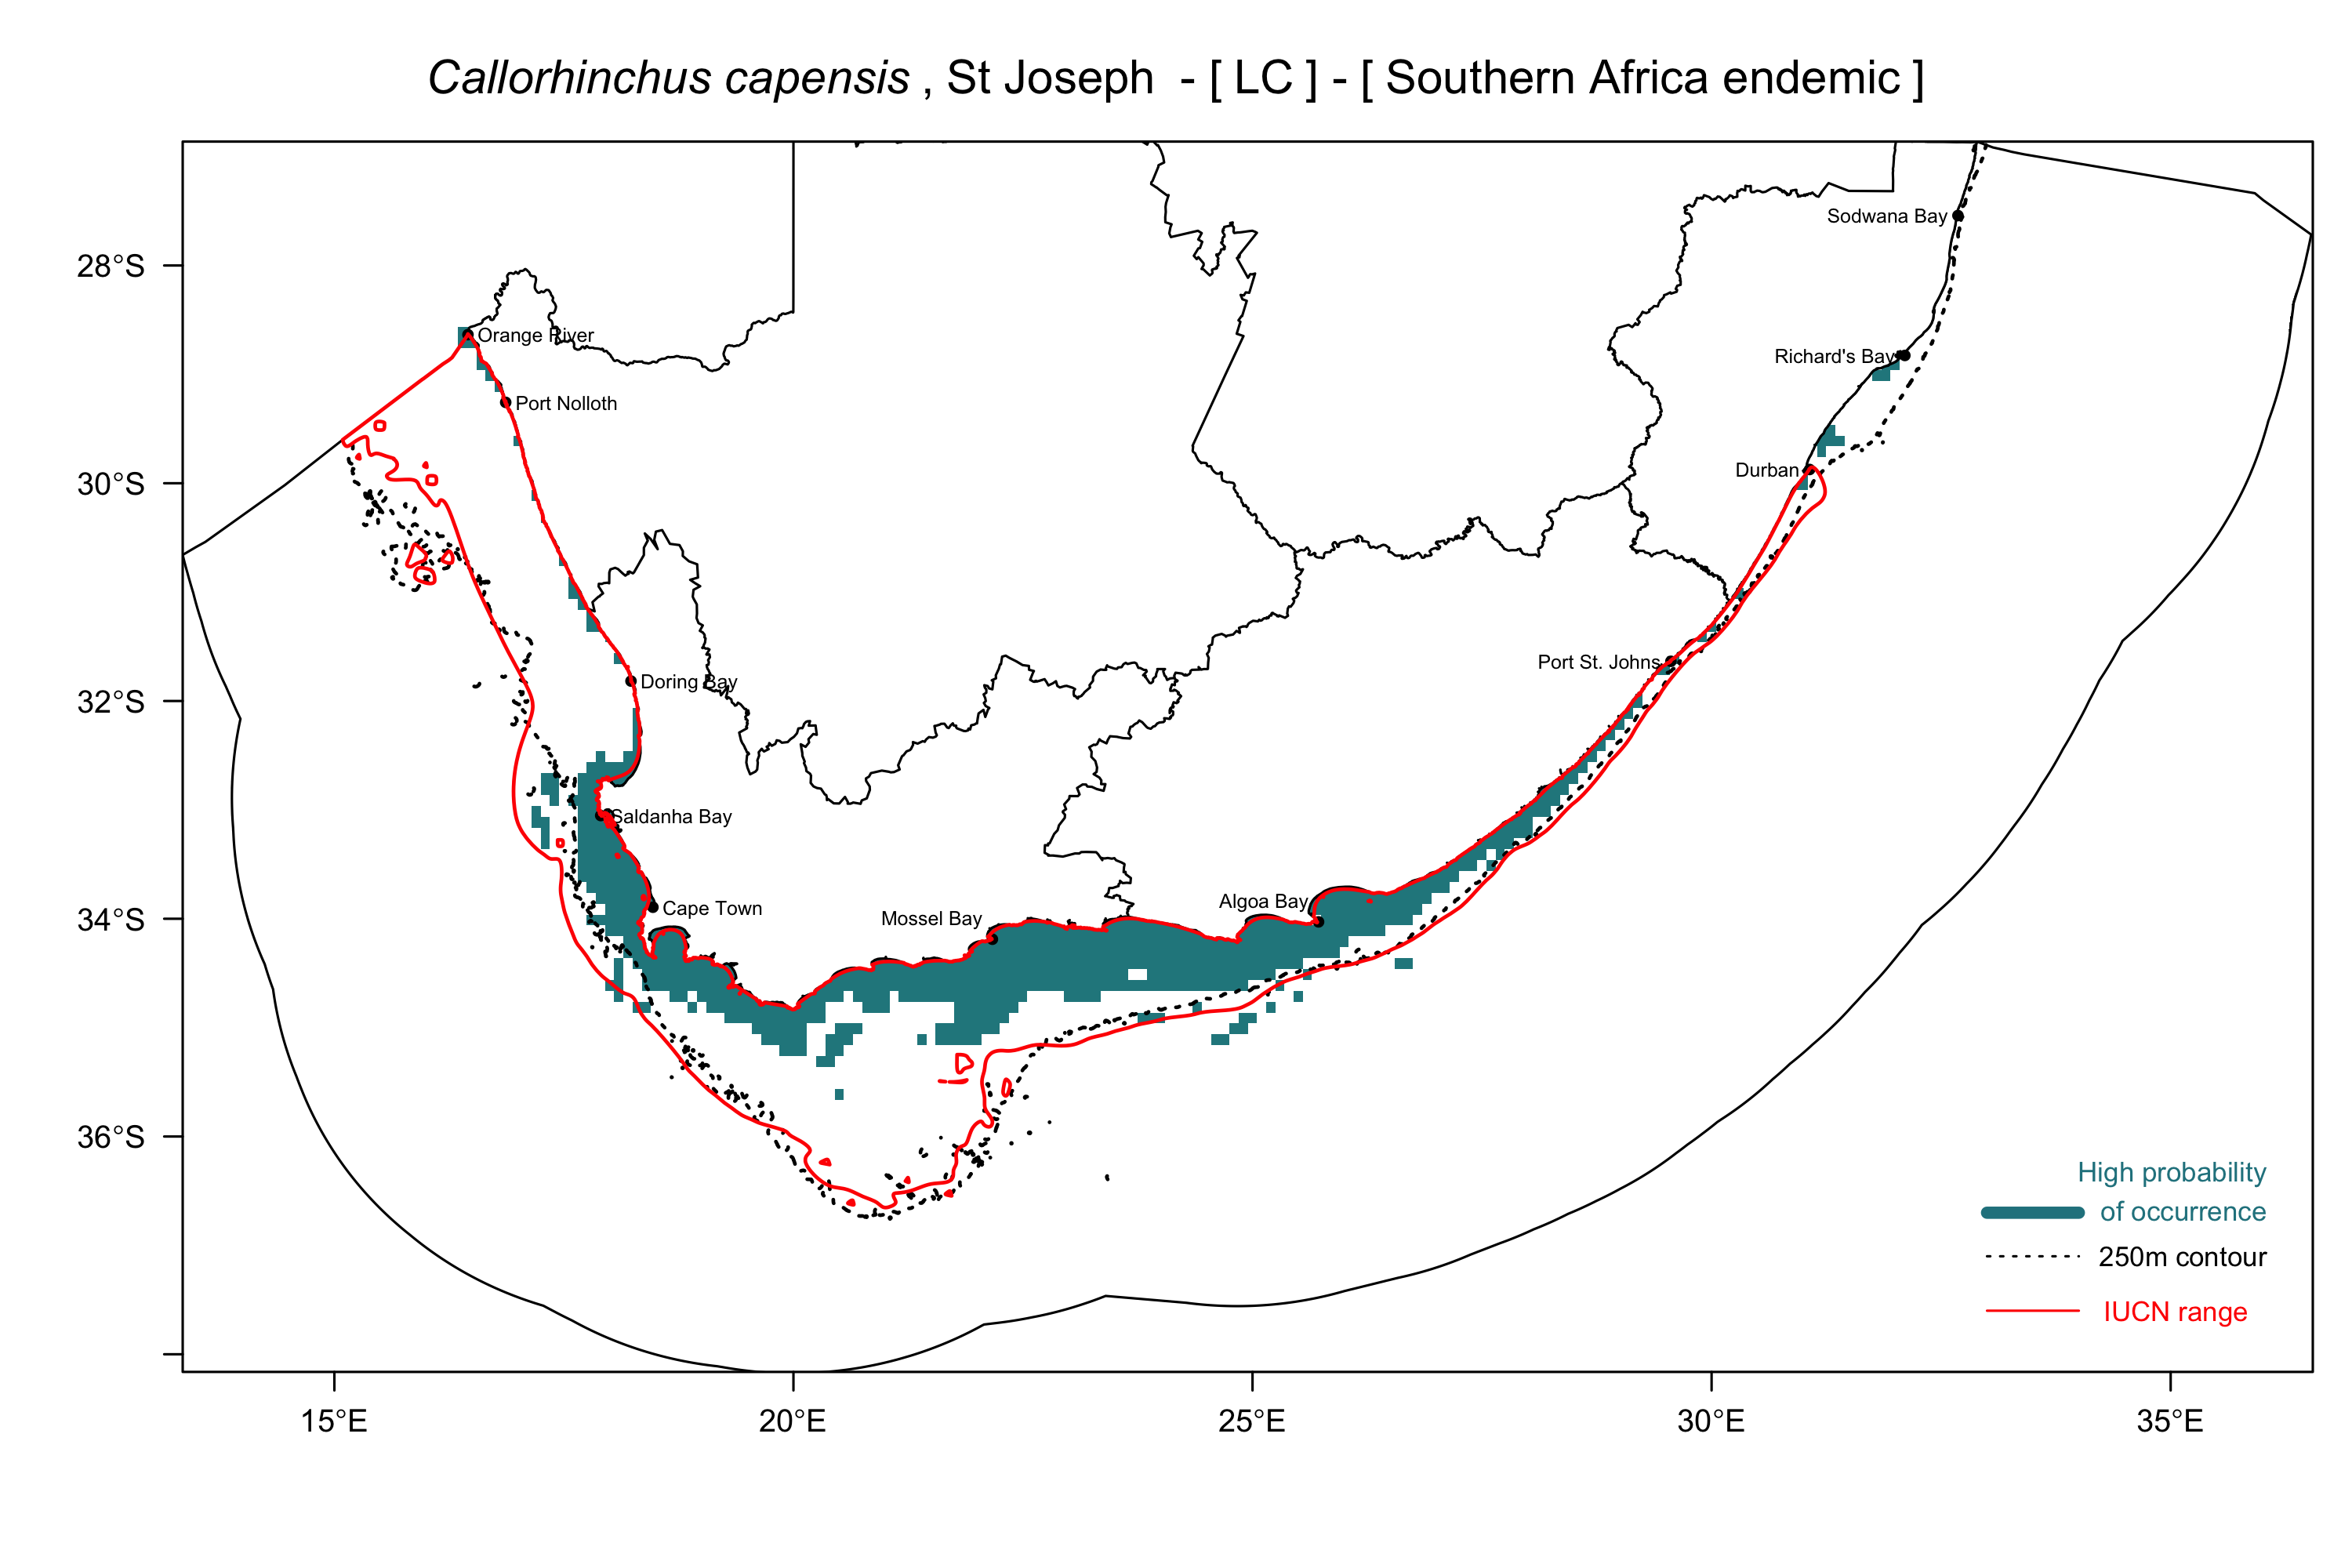 Callorhinchus capensis , St Joseph - [ LC ] - [ Southern Africa endemic ]
Sodwana Bay
28°S
Orange River
Richard's Bay
Port Nolloth
Durban
30°S
Port St. Johns
Doring Bay
32°S
Saldanha Bay
Algoa Bay
Cape Town
Mossel Bay
34°S
36°S
High probability
of occurrence
250m contour
IUCN range
15°E
20°E
25°E
30°E
35°E